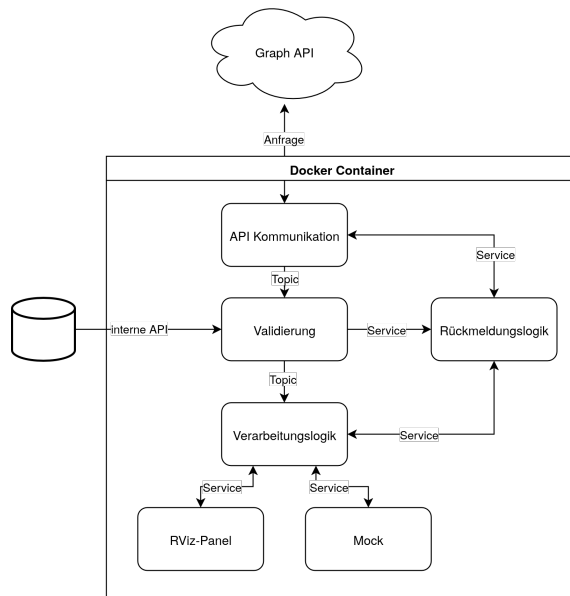 Graph API
Anfrage
Docker Container
API Kommunikation
Service
Topic
interne API
Validierung
Service
Rückmeldungslogik
Topic
Verarbeitungslogik
Service
Service
Service
RViz-Panel
Mock